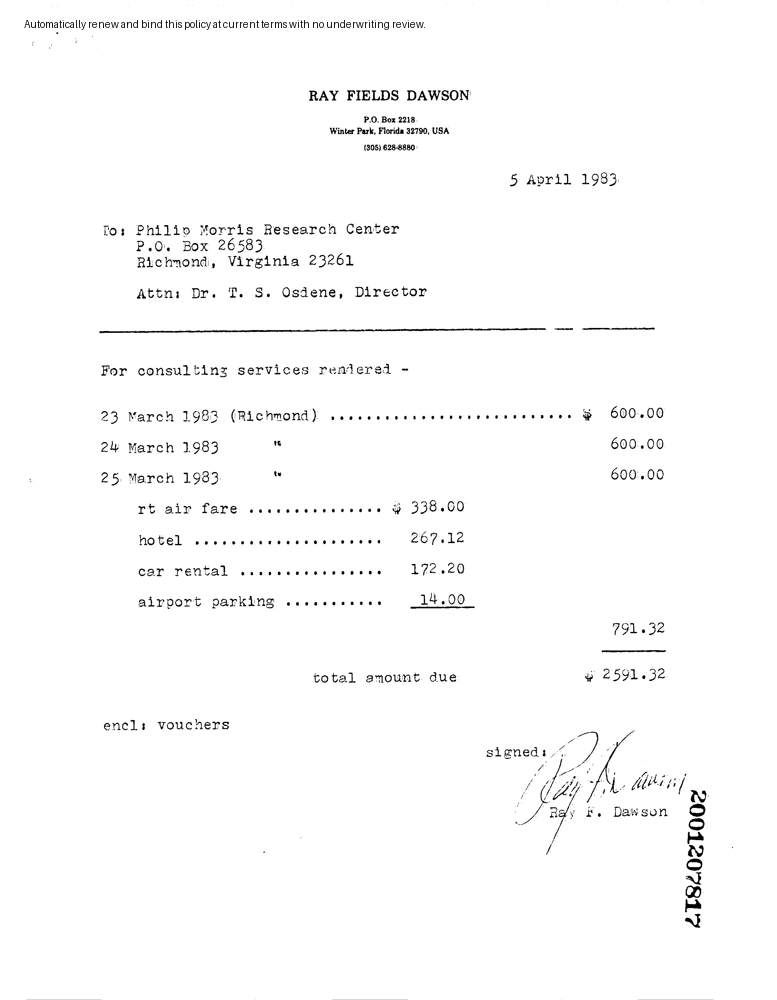 Automatically renew and bind this policy at current terms with no underwriting review.
RAY FIELDS DAWSON
P.O. Box 2218
Winter Park, Florida 32790, USA
(305) 628-8880
5 April 1983
To: Philip Morris Research Center
P.O. Box 26583
Richmond, Virginia 23261
Attn: Dr. T. S. Osdene, Director
For consulting services rendered -
23 March 1983 (Richmond) ........................... $ 600.00
24 March 1983 " 600.00
25 March 1983 " 600.00
rt air fare ............... $ 338.00
hotel ..................... 267.12
car rental ................ 172.20
airport parking ........... 14.00
791.32
total amount due $ 2591.32
encl: vouchers
signed: Ray F. Dawson
Ray F. Dawson
2001207817